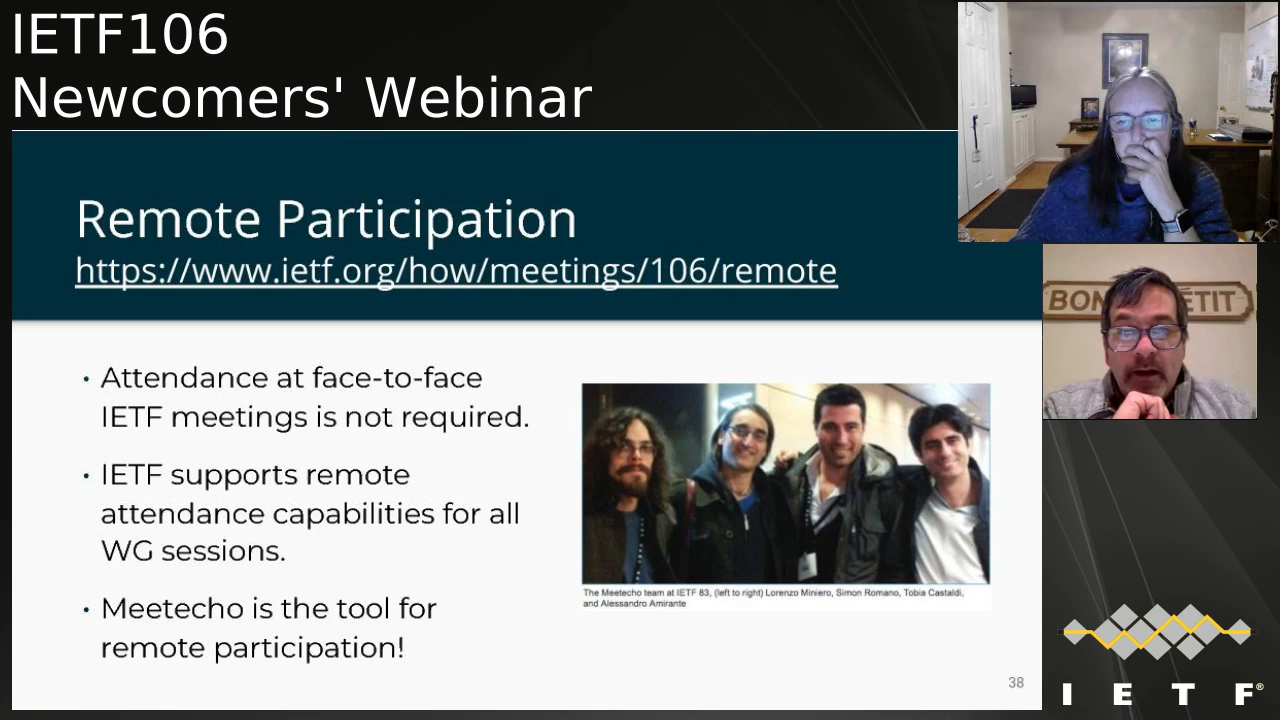 IETF106
Newcomers' Webinar
Remote Participation
https://www.ietf.org/how/meetings/106/remote
• Attendance at face-to-face
IETF meetings is not required.
• IETF supports remote
attendance capabilities for all
WG sessions.
• Meetecho is the tool for
remote participation!
The Meetecho team at IETF 83, (left to right) Lorenzo Miniero, Simon Romano, Tobia Castaldi,
and Alessandro Amirante
38
BON ÉTIT
I E T F®